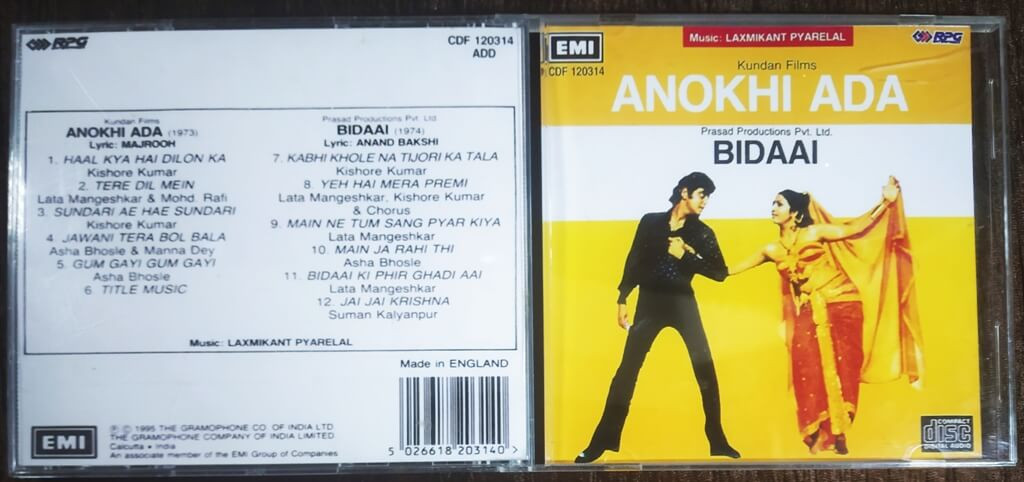 RPG
CDF 120314
ADD
Kundan Films
ANOKHI ADA (1973)
Lyric: MAJROOH
1. HAAL KYA HAI DILON KA
Kishore Kumar
2. TERE DIL MEIN
Lata Mangeshkar & Mohd. Rafi
3. SUNDARI AE HAE SUNDARI
Kishore Kumar
4. JAWANI TERA BOL BALA
Asha Bhosle & Manna Dey
5. GUM GAYI GUM GAYI
Asha Bhosle
6. TITLE MUSIC
Prasad Productions Pvt. Ltd.
BIDAAI (1974)
Lyric: ANAND BAKSHI
7. KABHI KHOLE NA TIJORI KA TALA
Kishore Kumar
8. YEH HAI MERA PREMI
Lata Mangeshkar, Kishore Kumar
& Chorus
9. MAIN NE TUM SANG PYAR KIYA
Lata Mangeshkar
10. MAIN JA RAHI THI
Asha Bhosle
11. BIDAAI KI PHIR GHADI AAI
Lata Mangeshkar
12. JAI JAI KRISHNA
Suman Kalyanpur
Music: LAXMIKANT PYARELAL
Made in ENGLAND
EMI
℗ © 1995 THE GRAMOPHONE CO. OF INDIA LTD
THE GRAMOPHONE COMPANY OF INDIA LIMITED
Calcutta • India
An associate member of the EMI Group of Companies
5 026618 203140 >
EMI
CDF 120314
Music: LAXMIKANT PYARELAL
RPG
Kundan Films
ANOKHI ADA
Prasad Productions Pvt. Ltd.
BIDAAI
COMPACT
disc
DIGITAL AUDIO